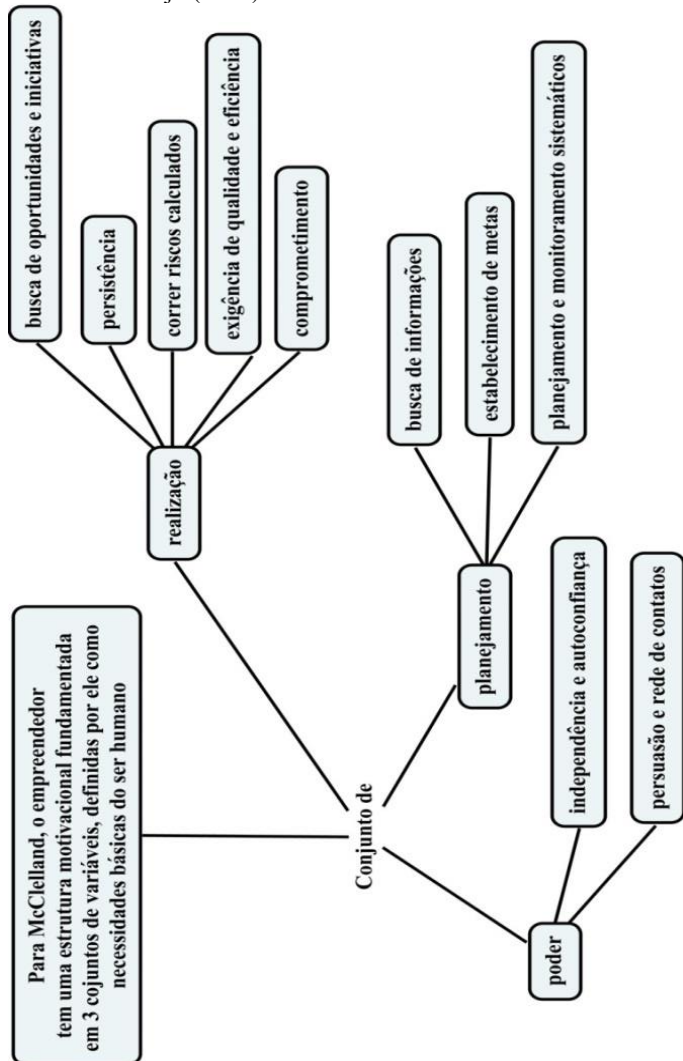 Para McClelland, o empreendedor
tem uma estrutura motivacional fundamentada
em 3 cojuntos de variáveis, definidas por ele como
necessidades básicas do ser humano
Conjunto de
realização
busca de oportunidades e iniciativas
persistência
correr riscos calculados
exigência de qualidade e eficiência
comprometimento
planejamento
busca de informações
estabelecimento de metas
planejamento e monitoramento sistemáticos
poder
independência e autoconfiança
persuasão e rede de contatos